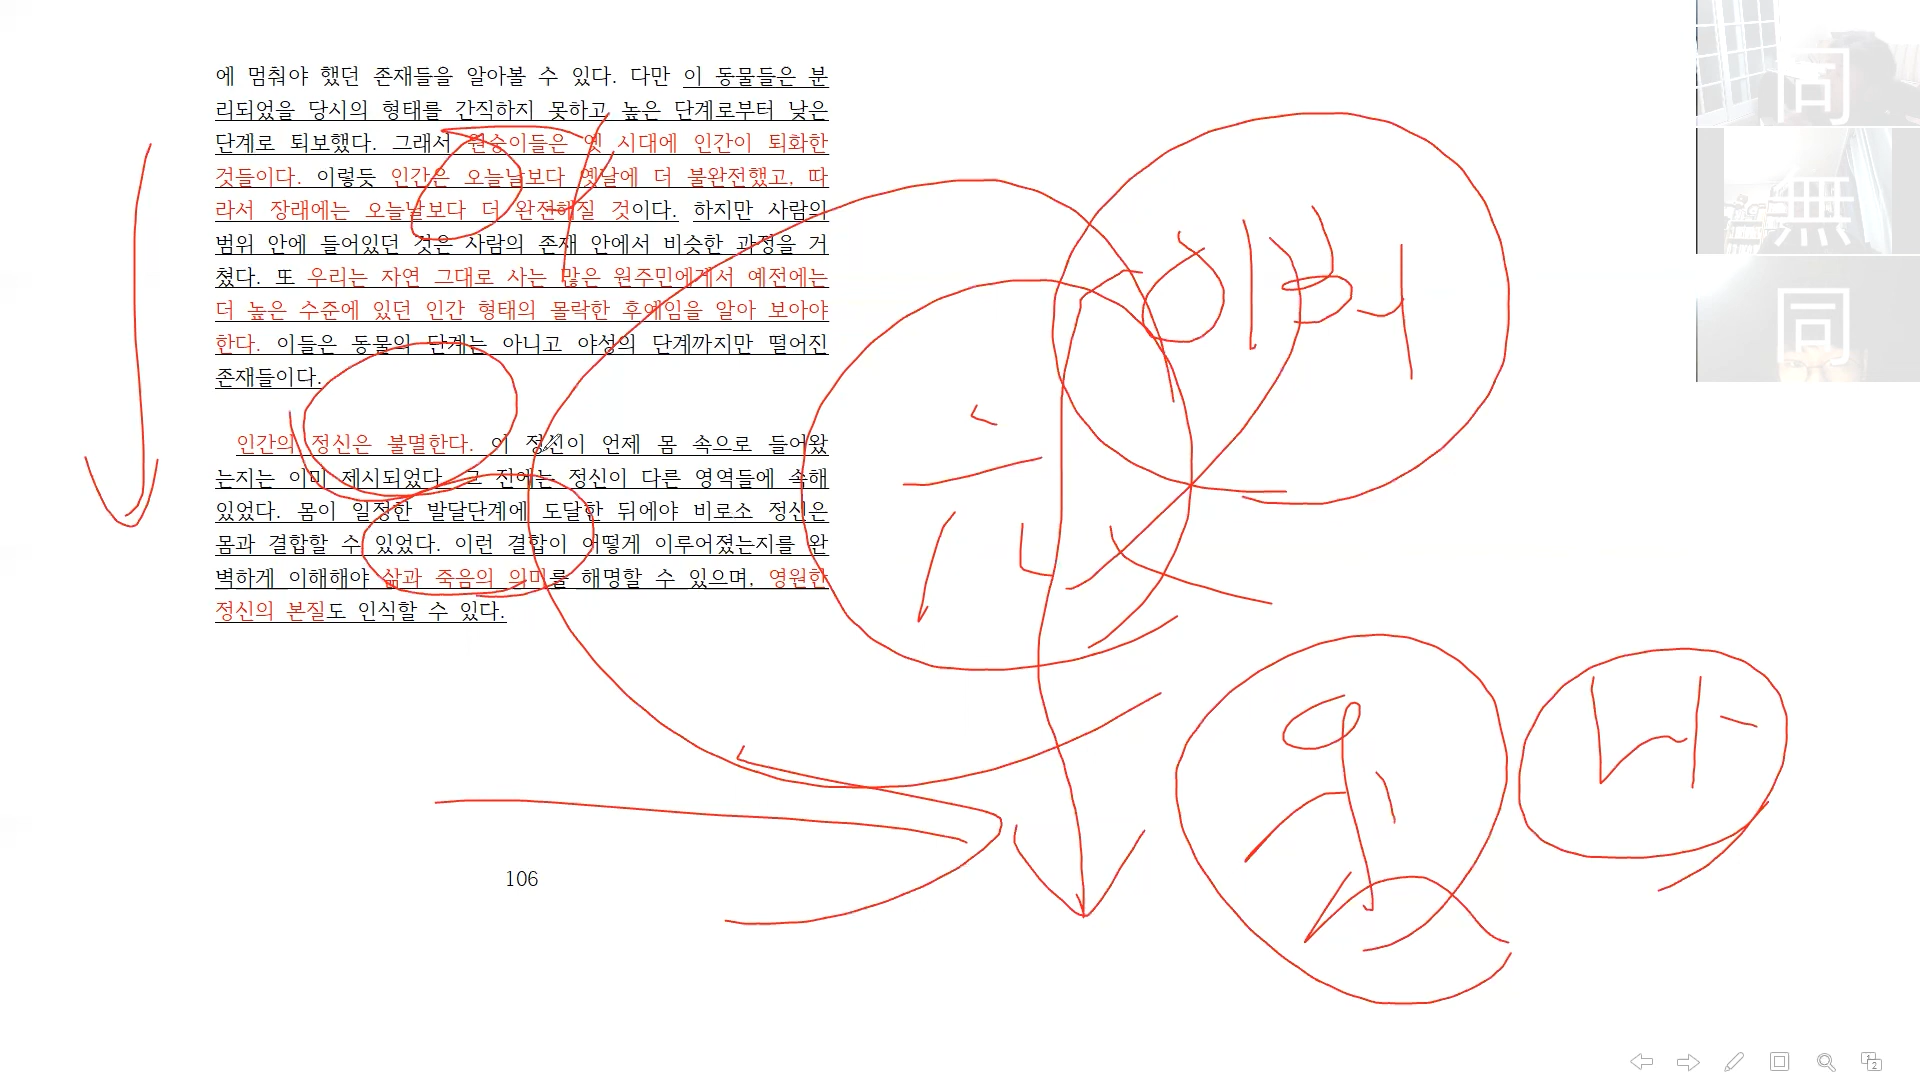 에 멈춰야 했던 존재들을 알아볼 수 있다. 다만 이 동물들은 분
리되었을 당시의 형태를 간직하지 못하고 높은 단계로부터 낮은
단계로 퇴보했다. 그래서 원숭이들은 옛 시대에 인간이 퇴화한
것들이다. 이렇듯 인간은 오늘날보다 옛날에 더 불완전했고, 따
라서 장래에는 오늘날보다 더 완전해질 것이다. 하지만 사람의
범위 안에 들어있던 것은 사람의 존재 안에서 비슷한 과정을 거
쳤다. 또 우리는 자연 그대로 사는 많은 원주민에게서 예전에는
더 높은 수준에 있던 인간 형태의 몰락한 후예임을 알아 보아야
한다. 이들은 동물의 단계는 아니고 야성의 단계까지만 떨어진
존재들이다.
인간의 정신은 불멸한다. 이 정신이 언제 몸 속으로 들어왔
는지는 이미 제시되었다. 그 전에는 정신이 다른 영역들에 속해
있었다. 몸이 일정한 발달단계에 도달한 뒤에야 비로소 정신은
몸과 결합할 수 있었다. 이런 결합이 어떻게 이루어졌는지를 완
벽하게 이해해야 삶과 죽음의 의미를 해명할 수 있으며, 영원한
정신의 본질도 인식할 수 있다.
106
同
無
同